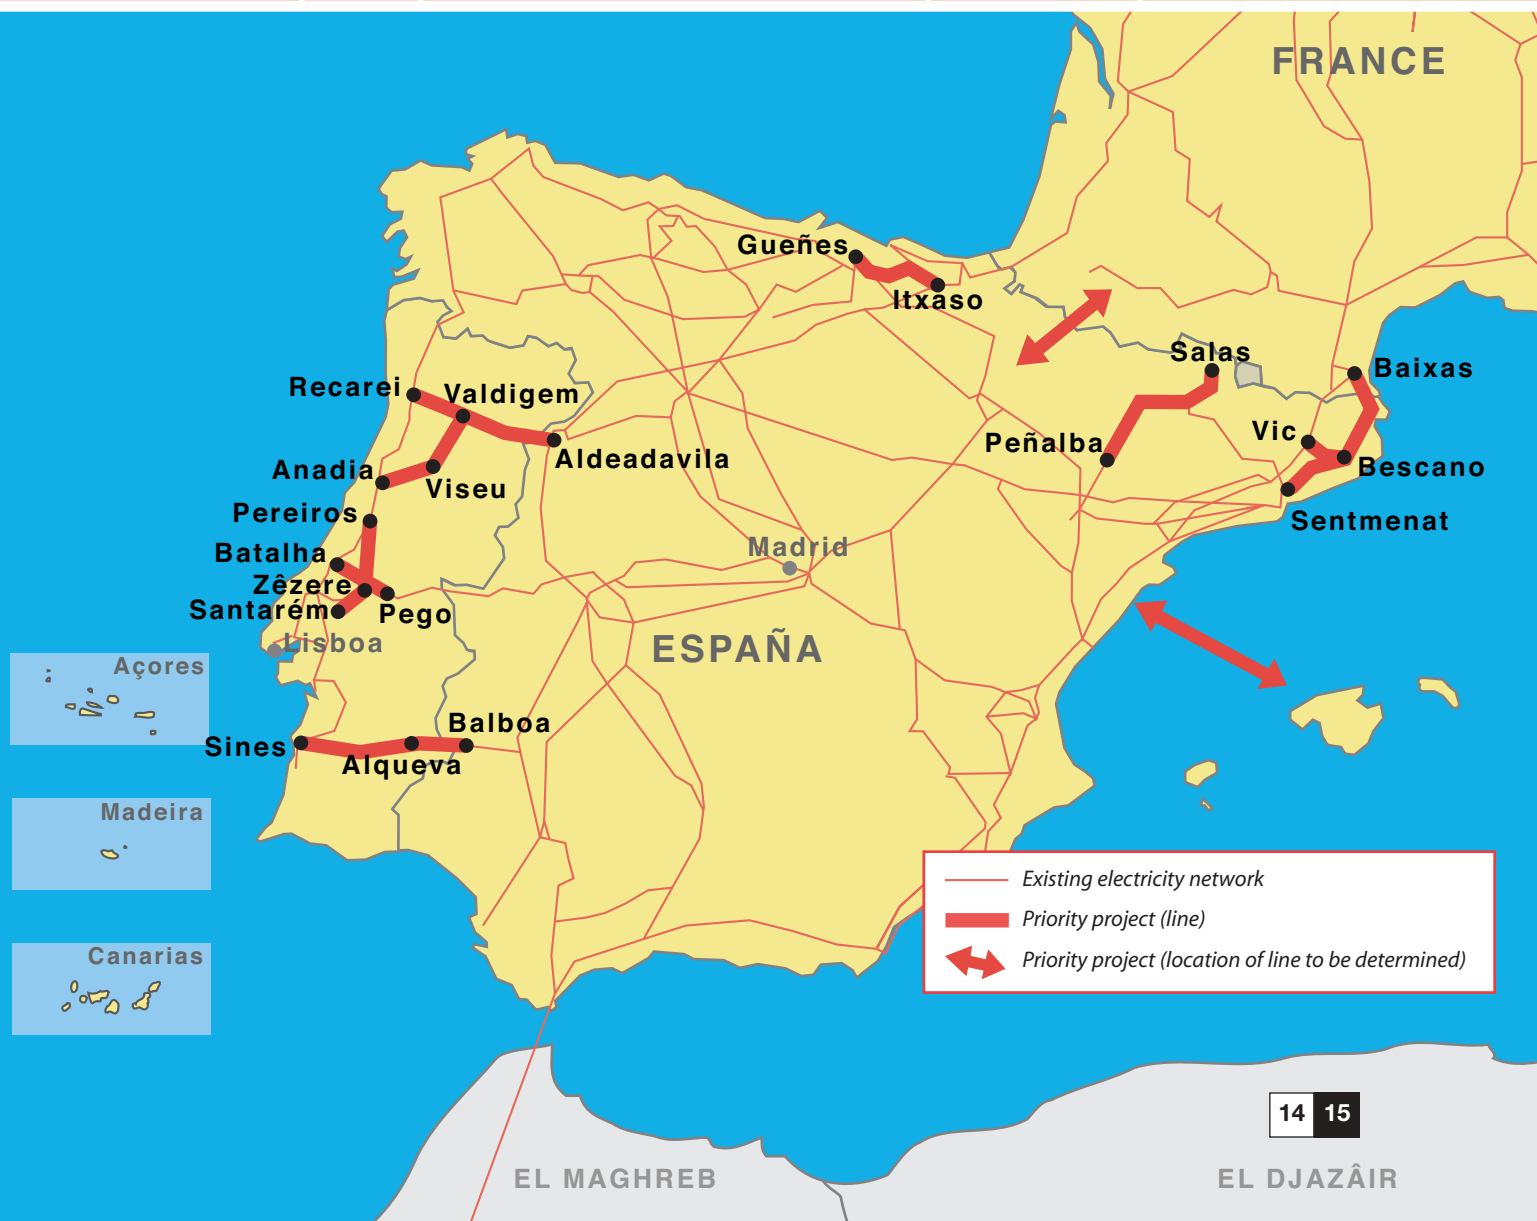 FRANCE
Gueñes
Itxaso
Salas
Baixas
Recarei
Valdigem
Vic
Peñalba
Aldeadavila
Bescano
Anadia
Viseu
Pereiros
Sentmenat
Batalha
Madrid
Zêzere
Santarém
Pego
Lisboa
ESPAÑA
Açores
Balboa
Sines
Alqueva
Madeira
Existing electricity network
Priority project (line)
Priority project (location of line to be determined)
Canarias
14 15
EL MAGHREB
EL DJAZÂIR